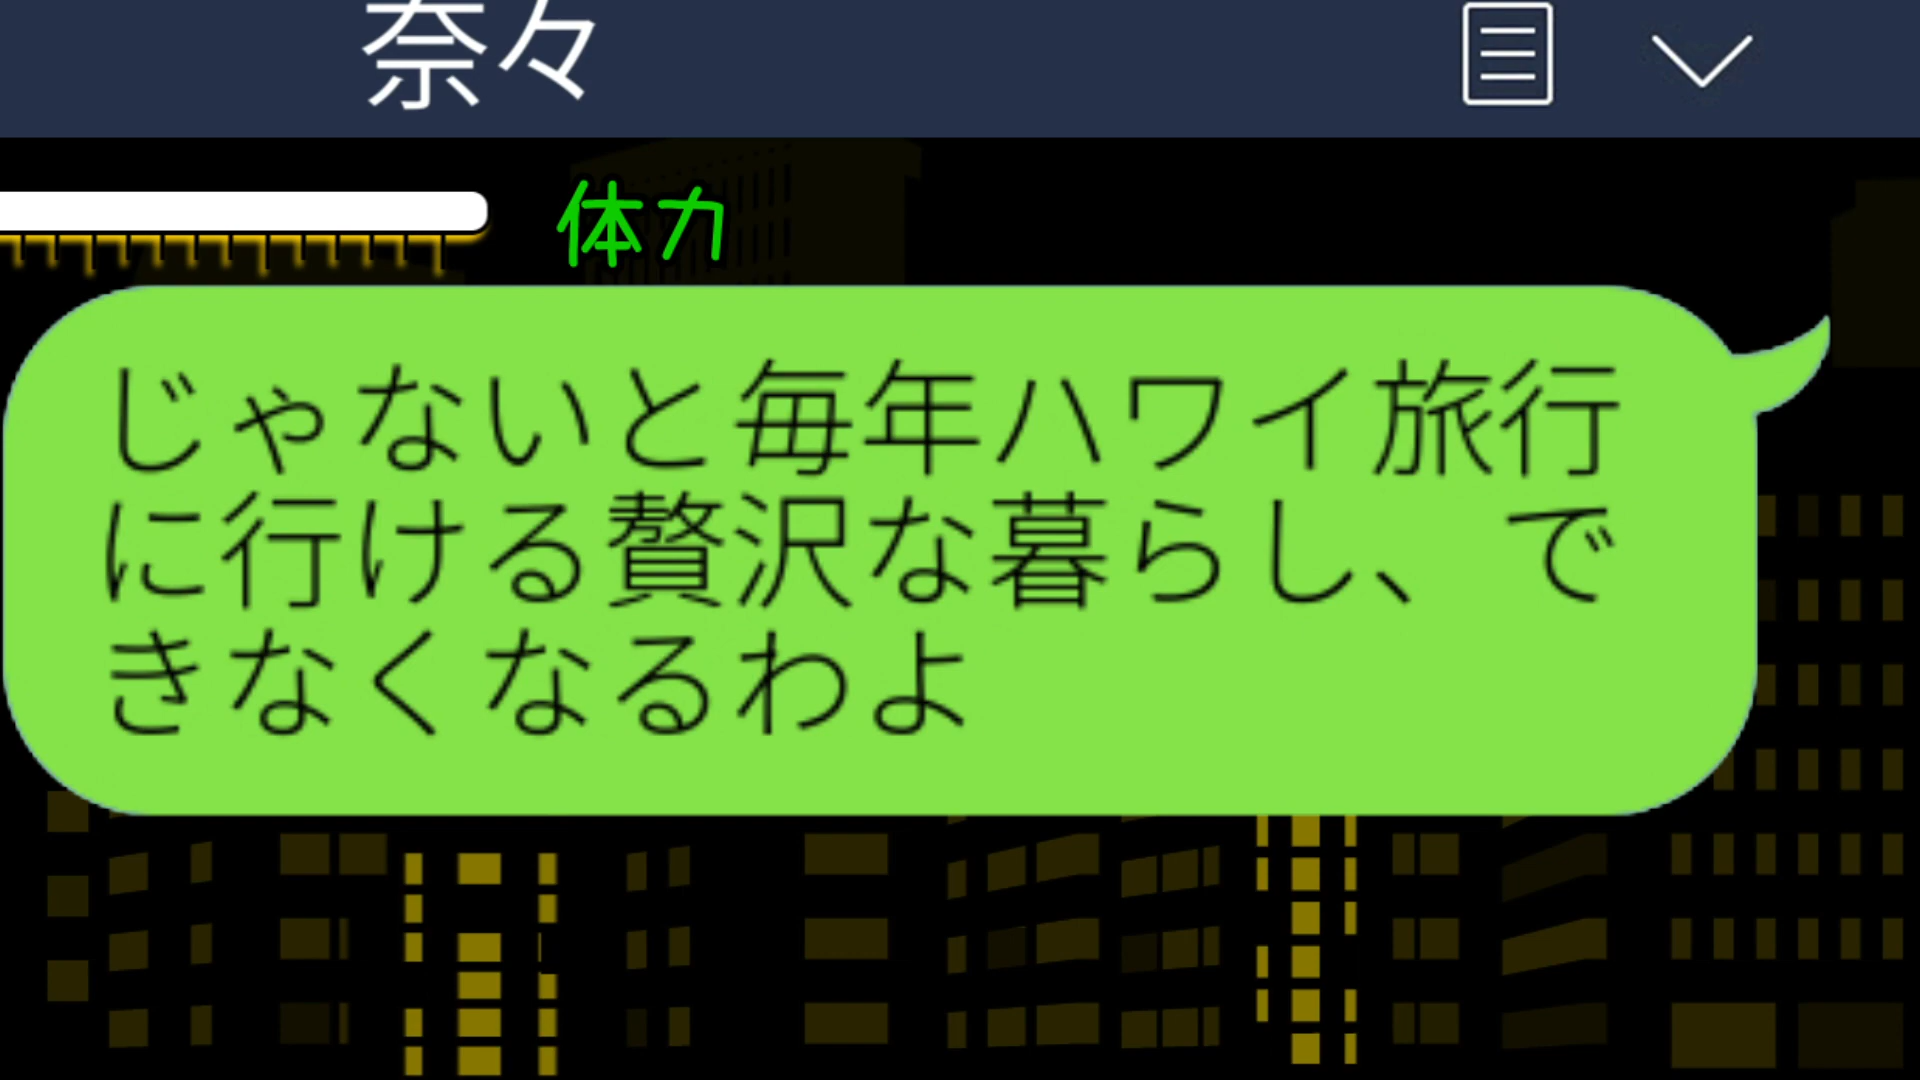 奈々
体力
じゃないと毎年ハワイ旅行
に行ける贅沢な暮らし、で
きなくなるわよ